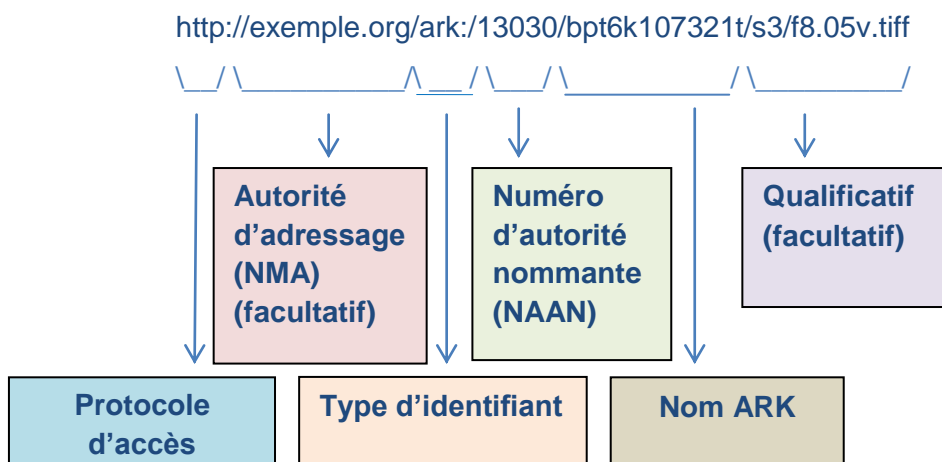 http://exemple.org/ark:/13030/bpt6k107321t/s3/f8.05v.tiff
Autorité
d’adressage
(NMA)
(facultatif)
Numéro
d’autorité
nommante
(NAAN)
Qualificatif
(facultatif)
Protocole
d’accès
Type d’identifiant
Nom ARK